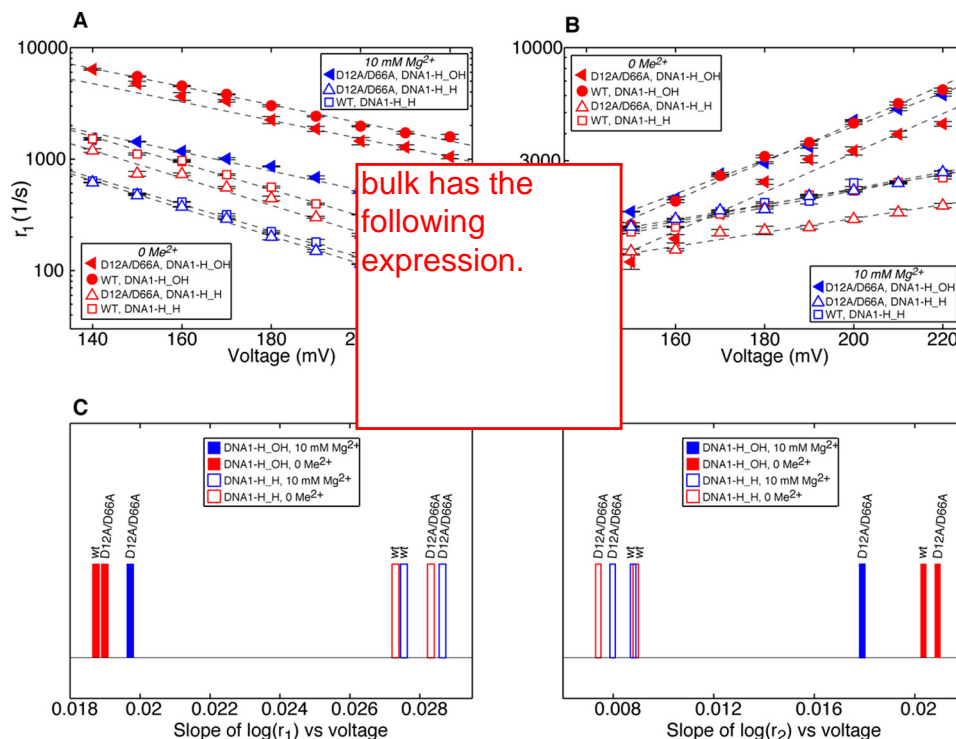 A
10000
1000
100
r1 (1/s)
10 mM Mg2+
D12A/D66A, DNA1-H_OH
D12A/D66A, DNA1-H_H
WT, DNA1-H_H
0 Me2+
D12A/D66A, DNA1-H_OH
WT, DNA1-H_OH
D12A/D66A, DNA1-H_H
WT, DNA1-H_H
140 160 180 2
Voltage (mV)
bulk has the
following
expression.
B
10000
3000
0 Me2+
D12A/D66A, DNA1-H_OH
WT, DNA1-H_OH
D12A/D66A, DNA1-H_H
WT, DNA1-H_H
10 mM Mg2+
D12A/D66A, DNA1-H_OH
D12A/D66A, DNA1-H_H
WT, DNA1-H_H
160 180 200 220
Voltage (mV)
C
DNA1-H_OH, 10 mM Mg2+
DNA1-H_OH, 0 Me2+
DNA1-H_H, 10 mM Mg2+
DNA1-H_H, 0 Me2+
wt
D12A/D66A
D12A/D66A
wt
wt
D12A/D66A
D12A/D66A
0.018 0.02 0.022 0.024 0.026 0.028
Slope of log(r1) vs voltage
DNA1-H_OH, 10 mM Mg2+
DNA1-H_OH, 0 Me2+
DNA1-H_H, 10 mM Mg2+
DNA1-H_H, 0 Me2+
D12A/D66A
D12A/D66A
wt
wt
D12A/D66A
wt
D12A/D66A
0.008 0.012 0.016 0.02
Slope of log(r2) vs voltage